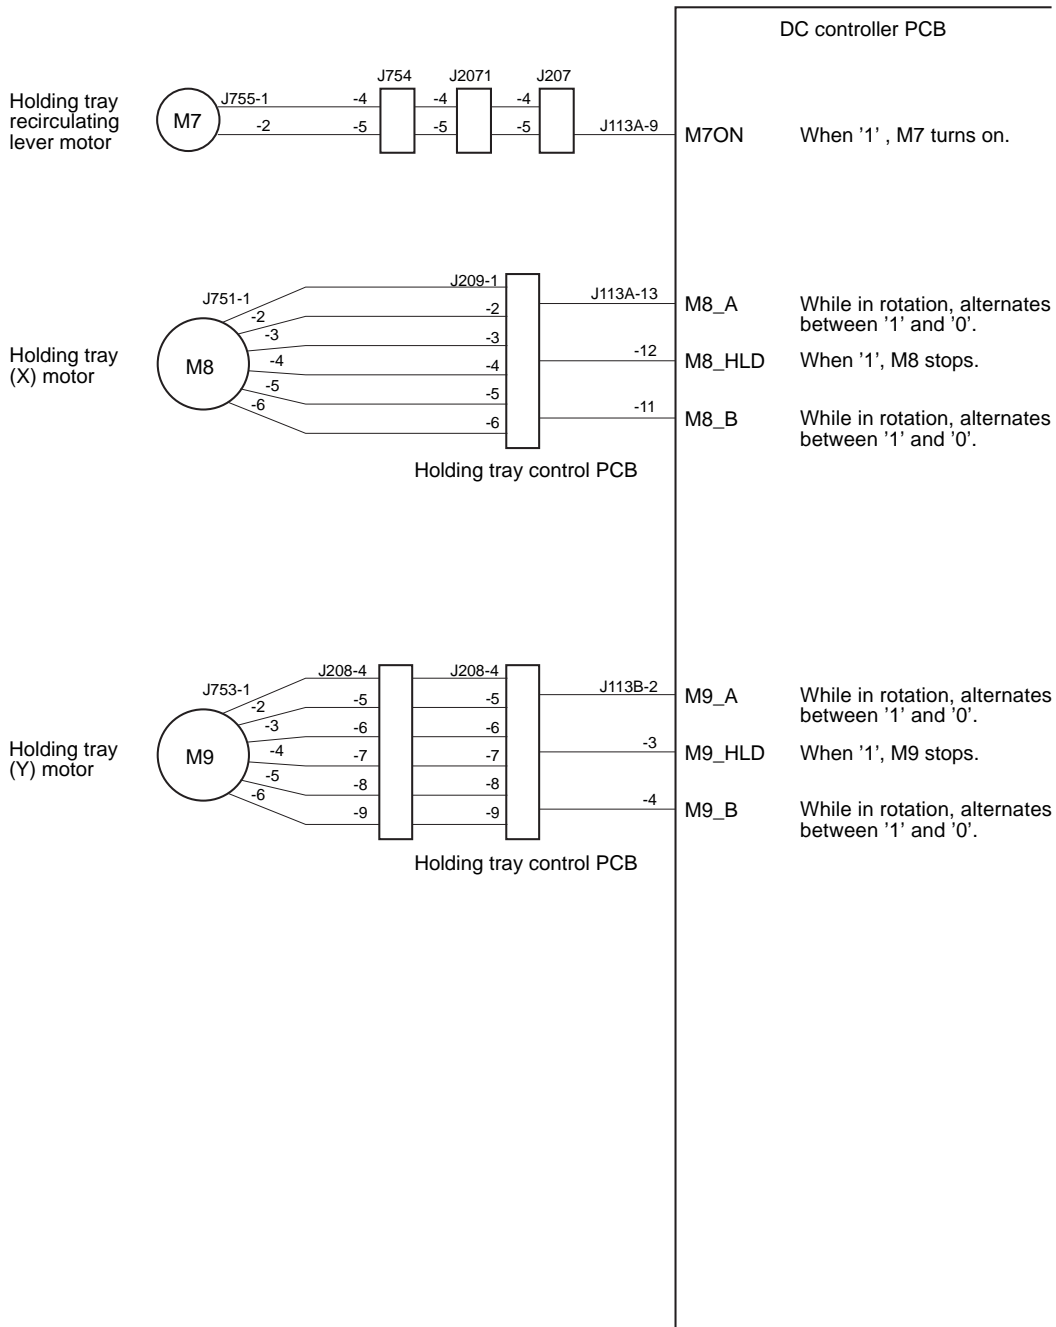 DC controller PCB
J754 J2071 J207
Holding tray
recirculating
lever motor
M7
J755-1 -4 -4 -4
-2 -5 -5 -5 J113A-9
M7ON When '1' , M7 turns on.
Holding tray
(X) motor
M8
J751-1
-2
-3
-4
-5
-6
J209-1
-2
-3
-4
-5
-6
Holding tray control PCB
J113A-13 M8_A While in rotation, alternates
between '1' and '0'.
-12 M8_HLD When '1', M8 stops.
-11 M8_B While in rotation, alternates
between '1' and '0'.
Holding tray
(Y) motor
M9
J753-1
-2
-3
-4
-5
-6
J208-4 J208-4
-5 -5
-6 -6
-7 -7
-8 -8
-9 -9
Holding tray control PCB
J113B-2 M9_A While in rotation, alternates
between '1' and '0'.
-3 M9_HLD When '1', M9 stops.
-4 M9_B While in rotation, alternates
between '1' and '0'.